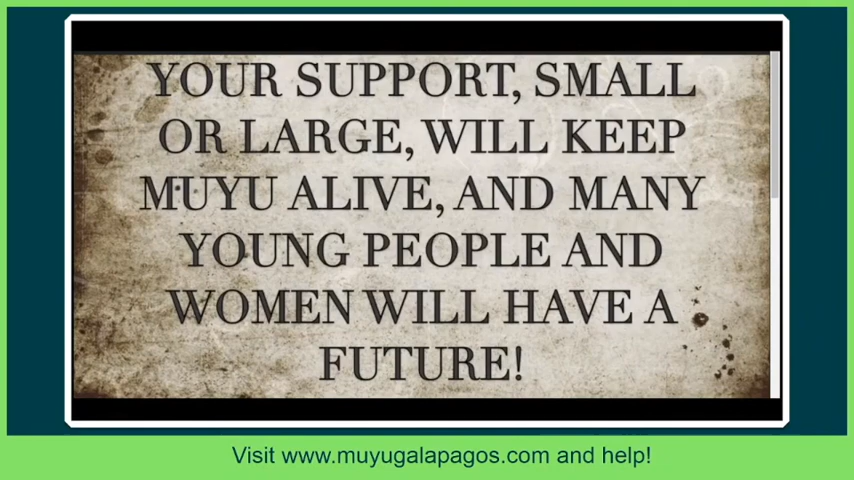 YOUR SUPPORT, SMALL
OR LARGE, WILL KEEP
MUYU ALIVE, AND MANY
YOUNG PEOPLE AND
WOMEN WILL HAVE A
FUTURE!
Visit www.muyugalapagos.com and help!